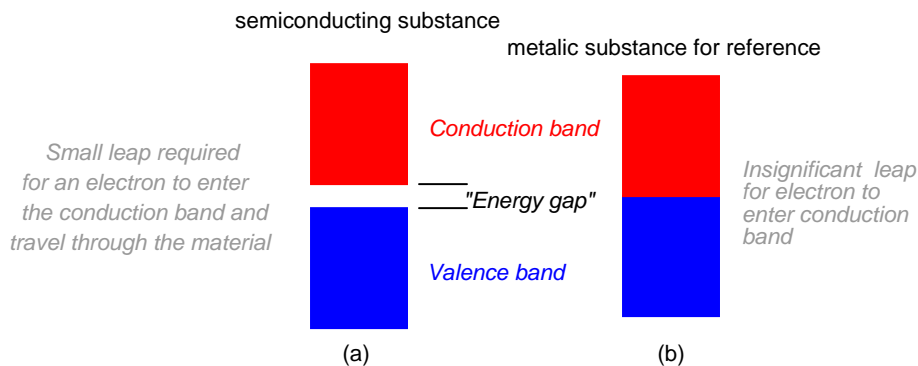 semiconducting substance
metalic substance for reference
Conduction band
Small leap required
for an electron to enter
the conduction band and
travel through the material
"Energy gap"
Insignificant leap
for electron to
enter conduction
band
Valence band
(a)
(b)